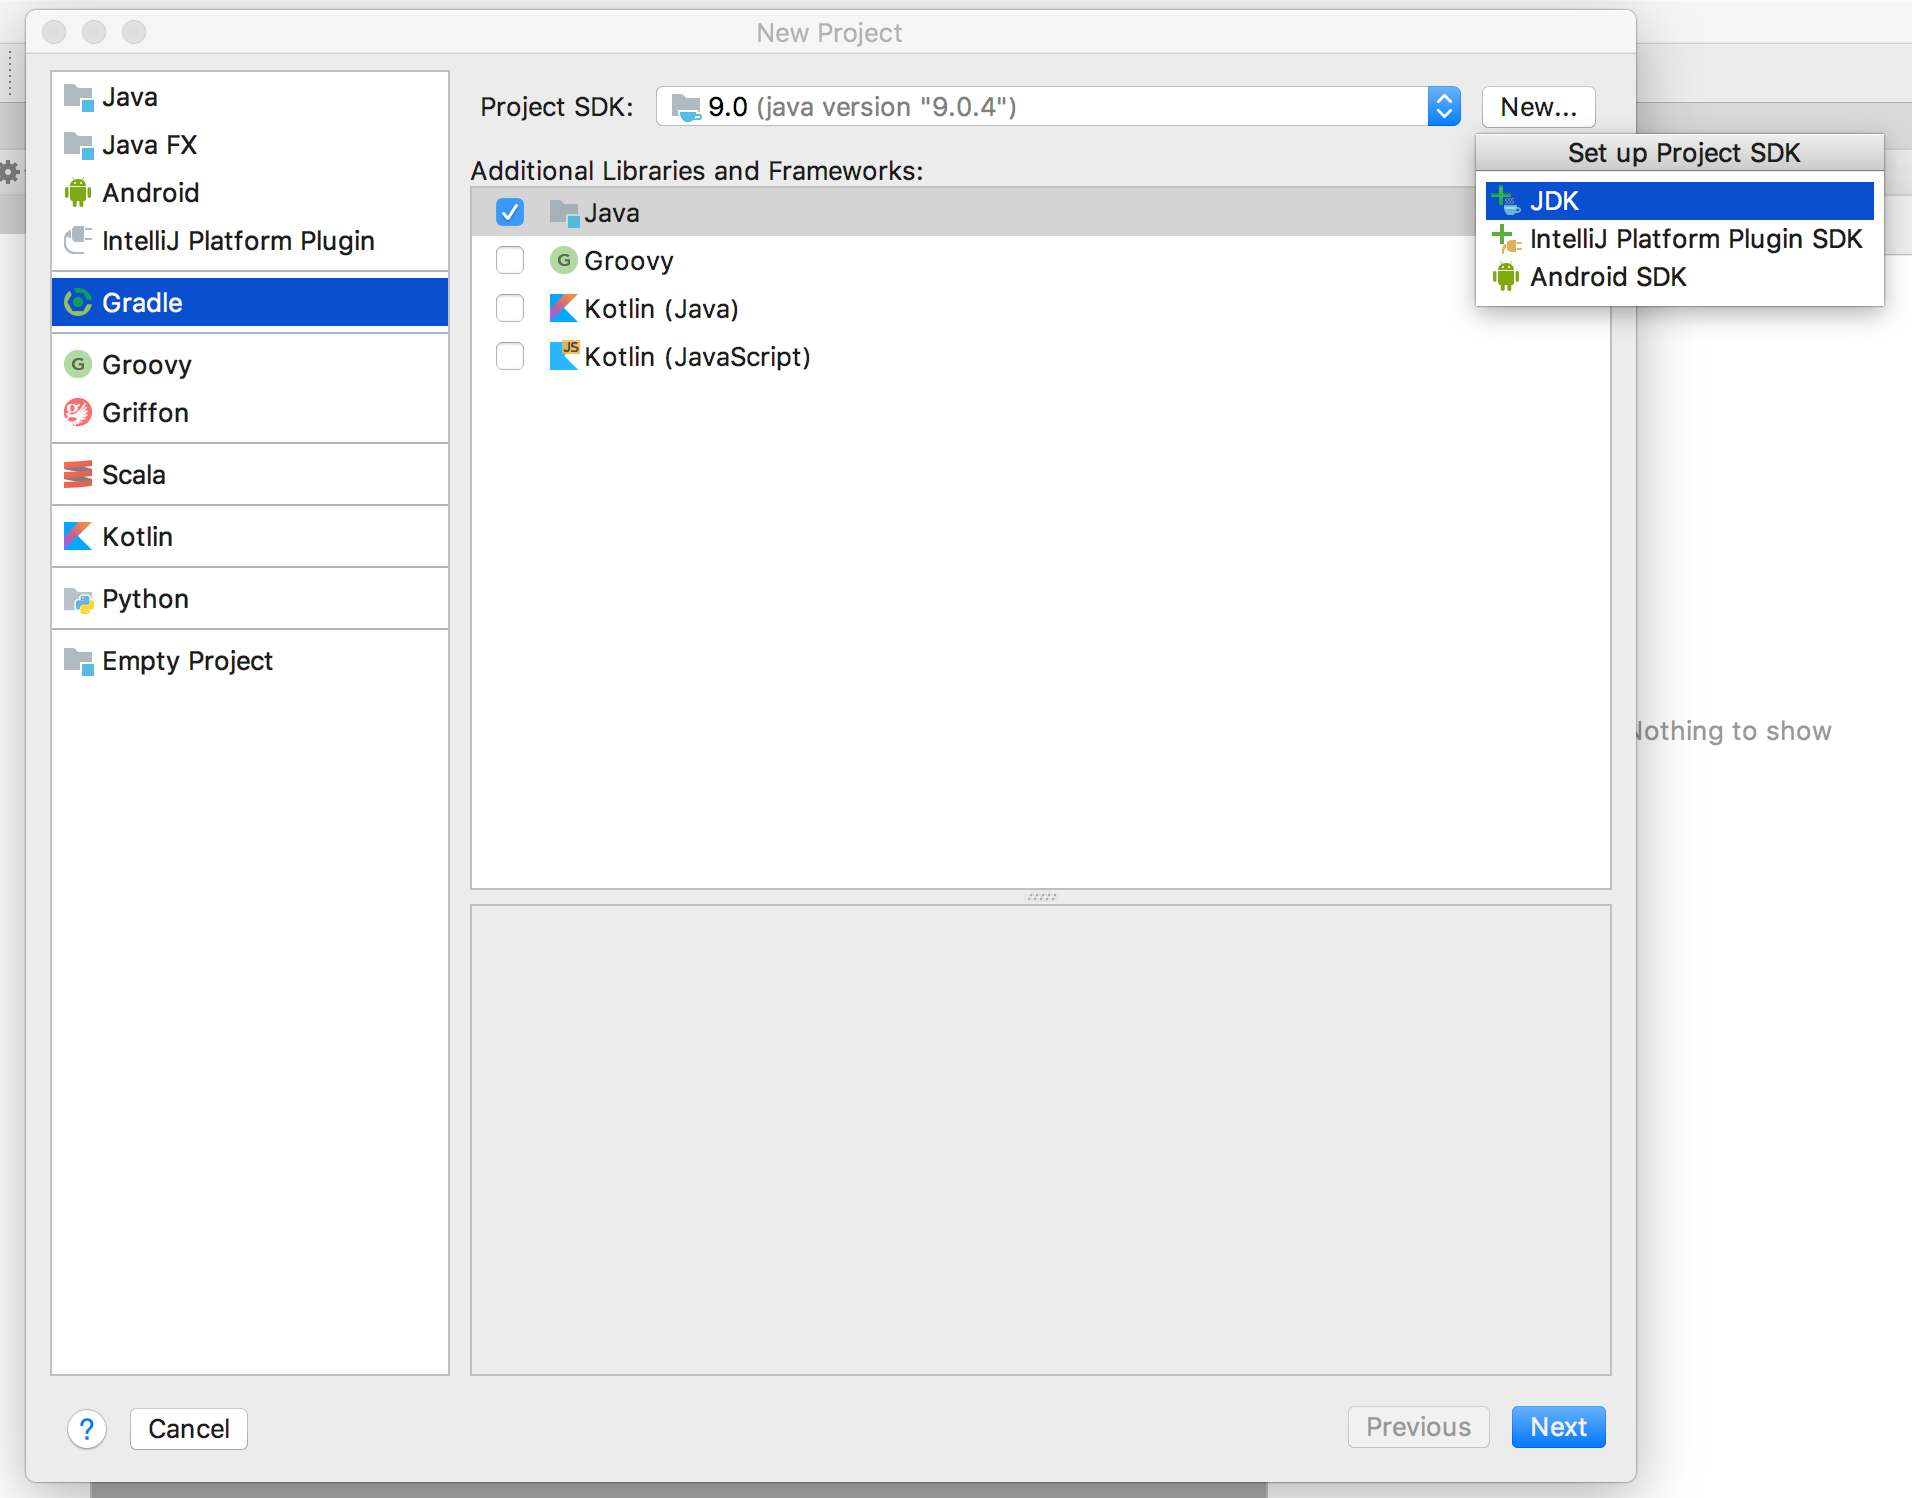 New Project
Java
Java FX
Android
IntelliJ Platform Plugin
Gradle
G Groovy
Griffon
Scala
Kotlin
Python
Empty Project
Project SDK: 9.0 (java version "9.0.4") New...
Additional Libraries and Frameworks:
Java
G Groovy
Kotlin (Java)
JS Kotlin (JavaScript)
Set up Project SDK
JDK
IntelliJ Platform Plugin SDK
Android SDK
Nothing to show
? Cancel Previous Next